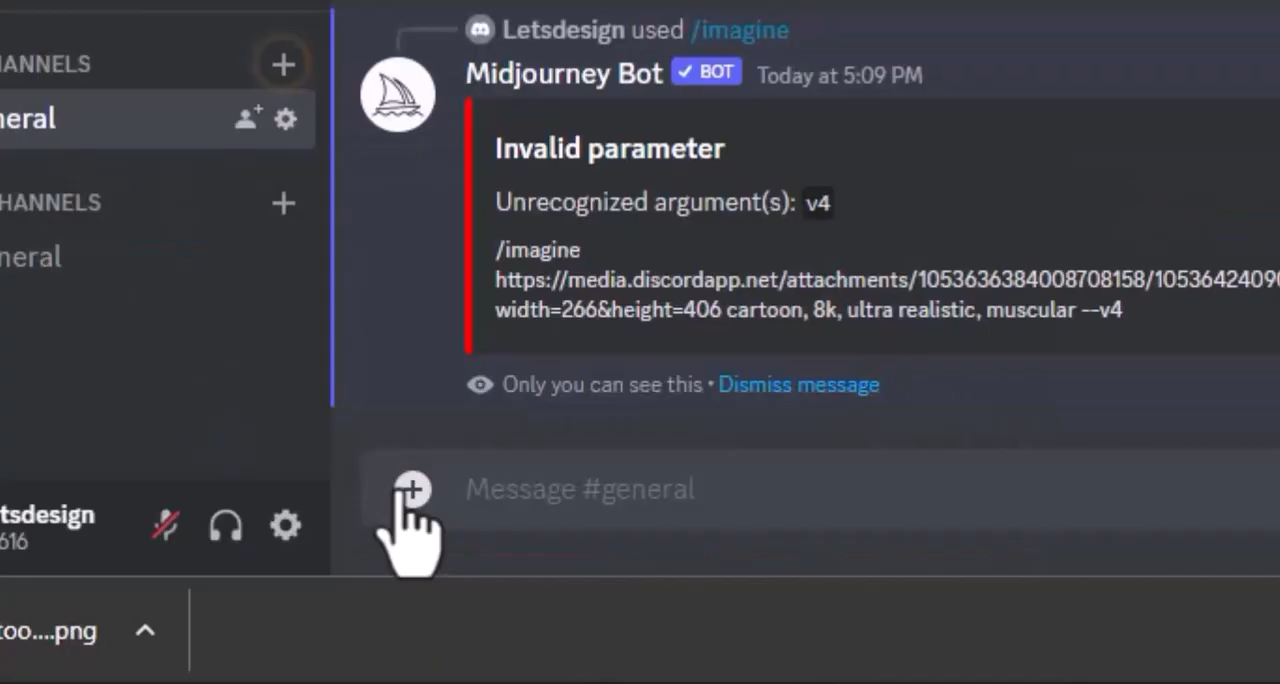 Letsdesign used /imagine
HANNELS
Midjourney Bot ✓ BOT Today at 5:09 PM
neral
Invalid parameter
Unrecognized argument(s): v4
HANNELS
/imagine
neral
https://media.discordapp.net/attachments/1053636384008708158/10536424090
width=266&height=406 cartoon, 8k, ultra realistic, muscular --v4
Only you can see this • Dismiss message
Message #general
tsdesign
616
too....png